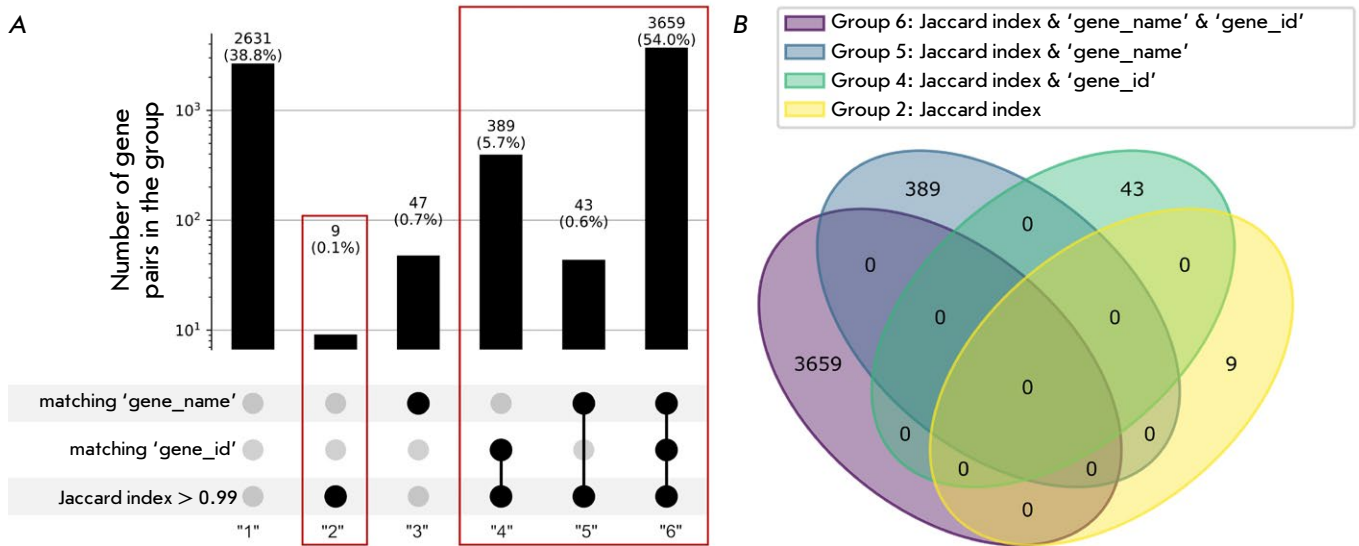 A
2631
(38.8%)
9
(0.1%)
47
(0.7%)
389
(5.7%)
43
(0.6%)
3659
(54.0%)
Number of gene
pairs in the group
10³
10²
10¹
matching ‘gene_name’
matching ‘gene_id’
Jaccard index > 0.99
"1" "2" "3" "4" "5" "6"
B
Group 6: Jaccard index & ‘gene_name’ & ‘gene_id’
Group 5: Jaccard index & ‘gene_name’
Group 4: Jaccard index & ‘gene_id’
Group 2: Jaccard index
389 43
0
0 0
0 0
3659 9
0
0 0
0 0
0